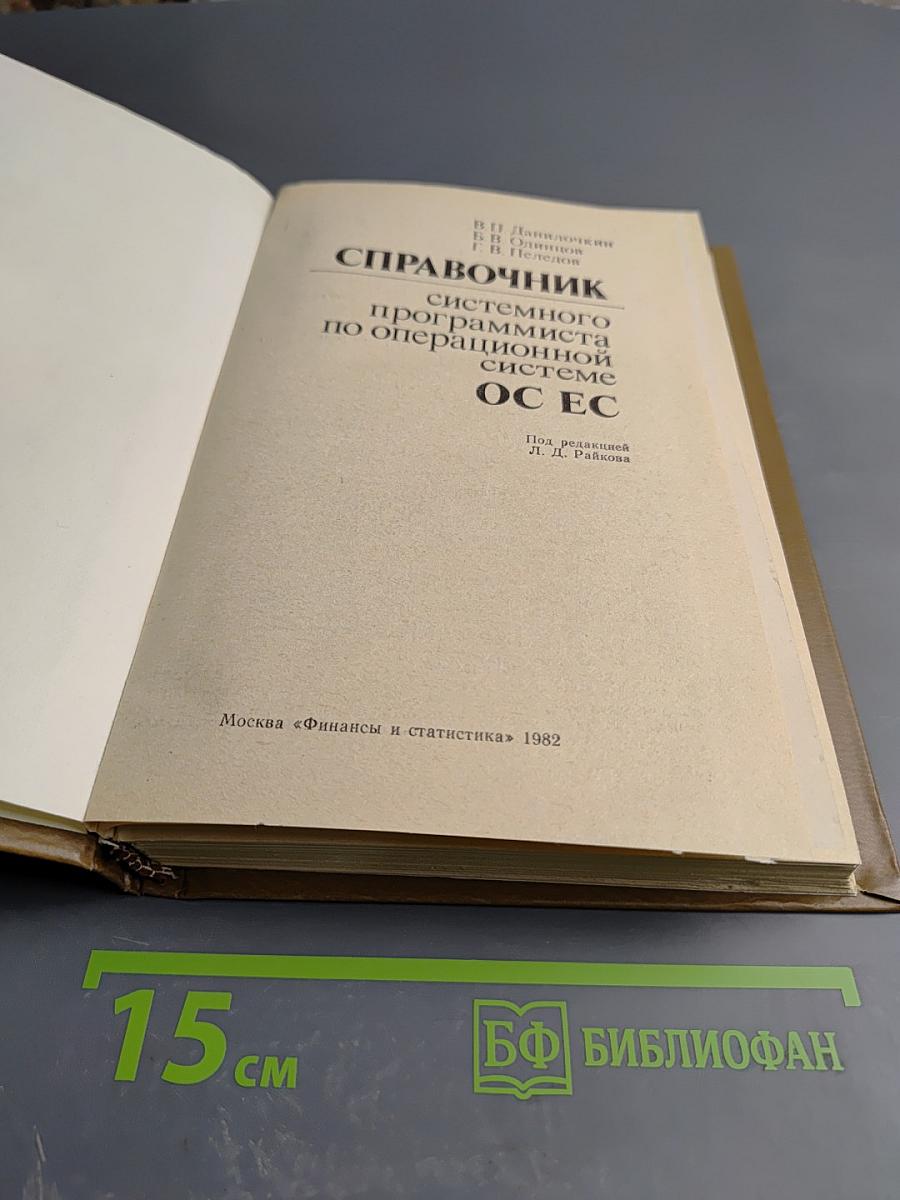 В. П. Данилочкин
Б. В. Одинцов
Г. В. Пеледов
СПРАВОЧНИК
системного
программиста
по операционной
системе
ОС ЕС
Под редакцией
Л. Д. Райкова
Москва «Финансы и статистика» 1982
15 см
БФ БИБЛИОФАН